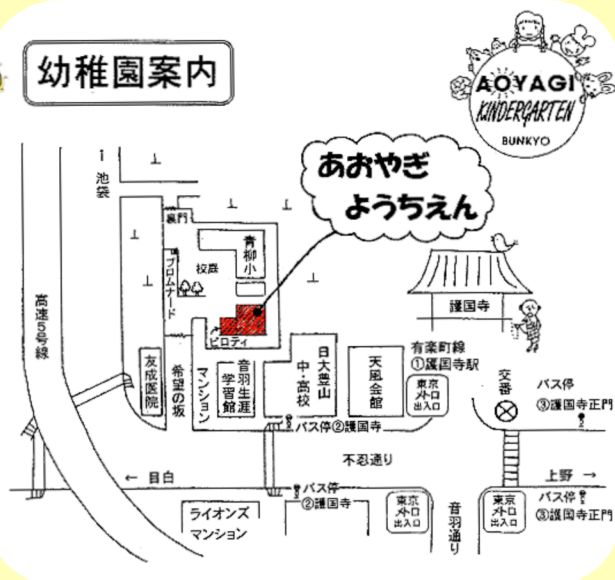 幼稚園案内
AOYAGI
KINDERGARTEN
BUNKYO
あおやぎ
ようちえん
池袋
裏門
青柳小
校庭
プロムナード
ピロティ
高速5号線
護国寺
友成医院
希望の坂
マンション
音羽生涯
学習館
日大豊山
中・高校
天風会館
有楽町線
①護国寺駅
東京
メトロ
出入口
交番
バス停
③護国寺正門
バス停②護国寺
不忍通り
← 目白
上野 →
バス停
②護国寺
ライオンズ
マンション
東京
メトロ
出入口
音羽通り
東京
メトロ
出入口
バス停
③護国寺正門